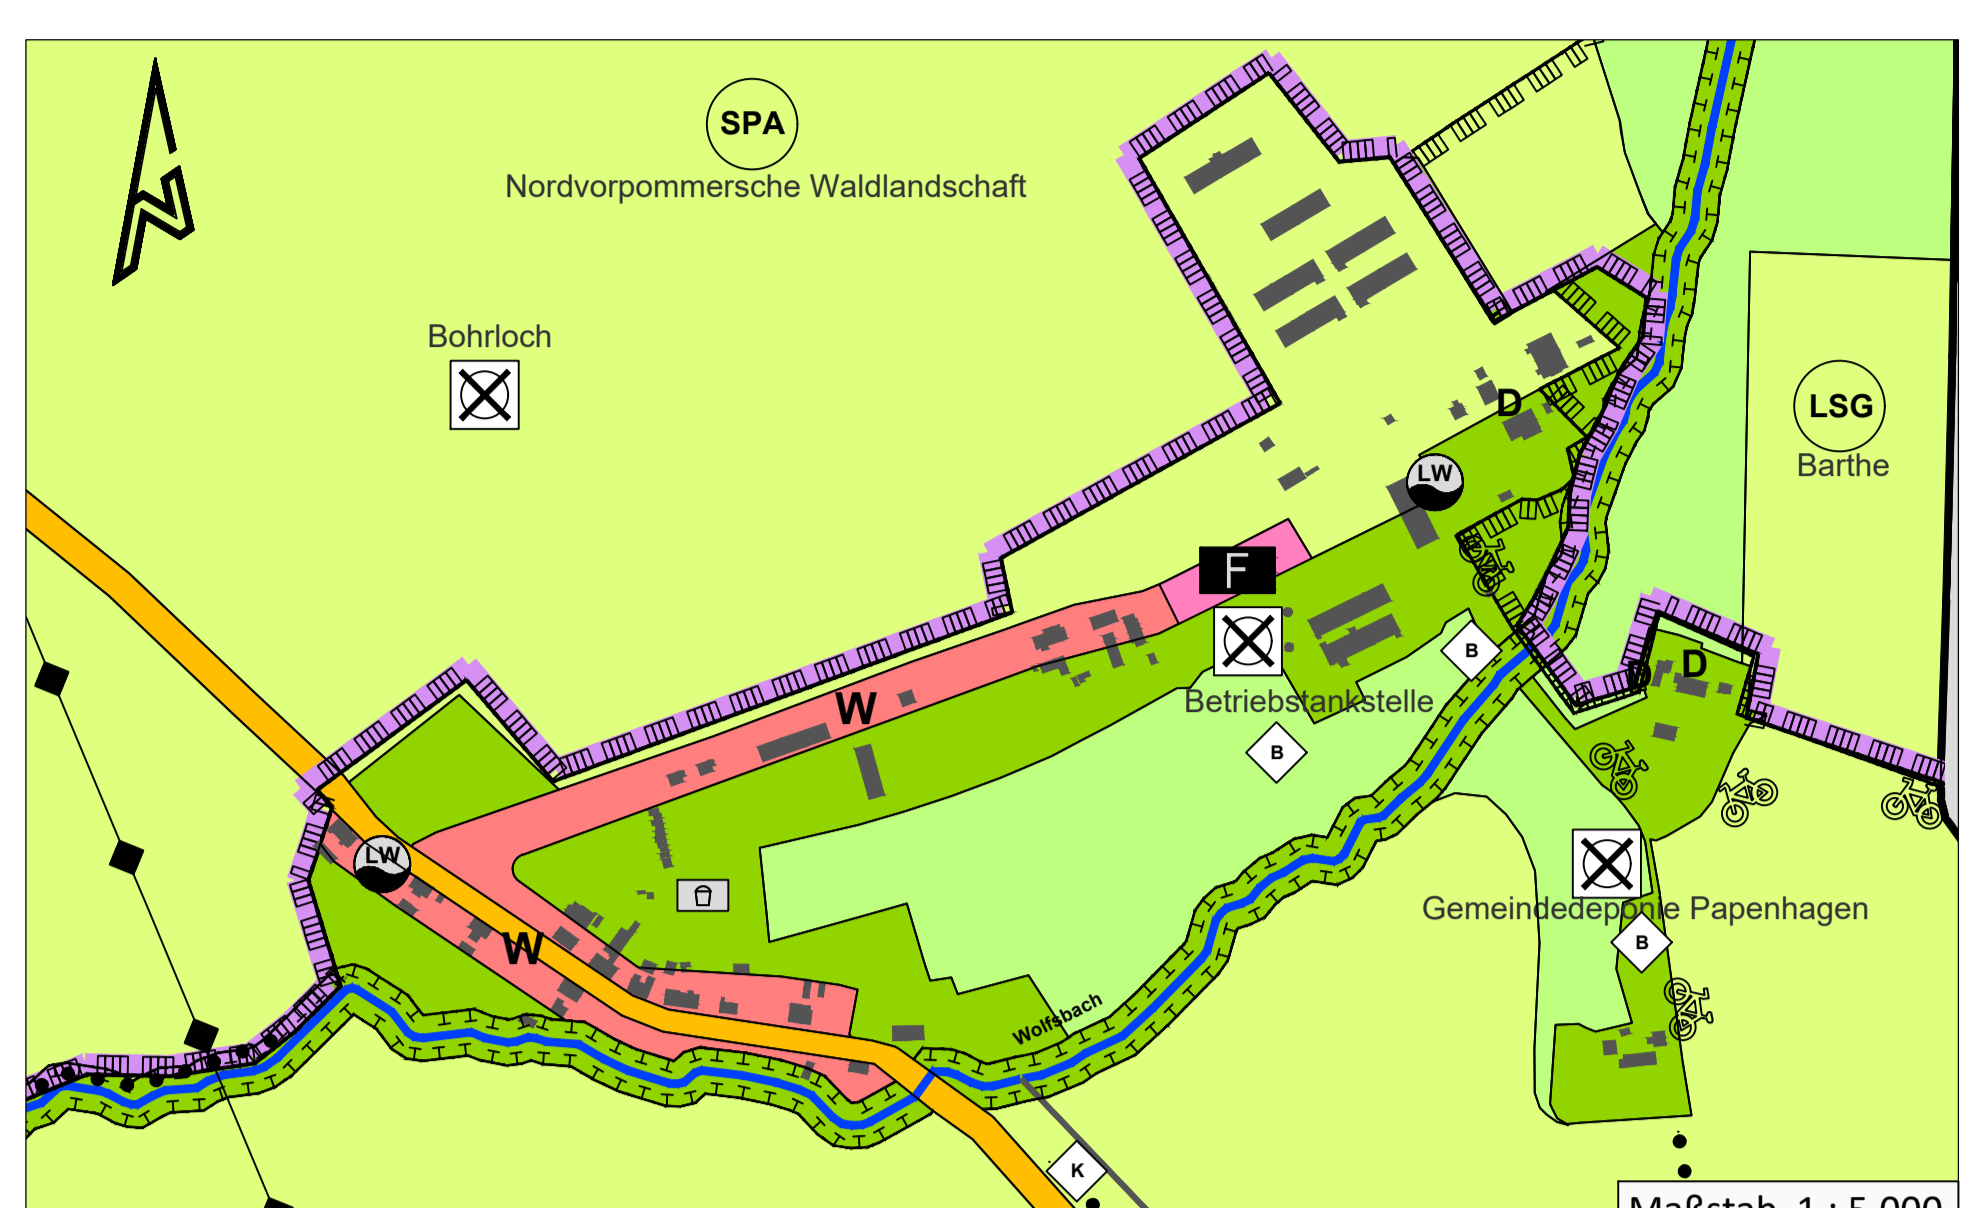 SPA
Nordvorpommersche Waldlandschaft
Bohrloch
LSG
Barthe
D
LW
F
B
D
D
Betriebstankstelle
W
B
LW
Gemeindedeponie Papenhagen
W
B
Wolfsbach
K
Maßstab 1 : 5 000